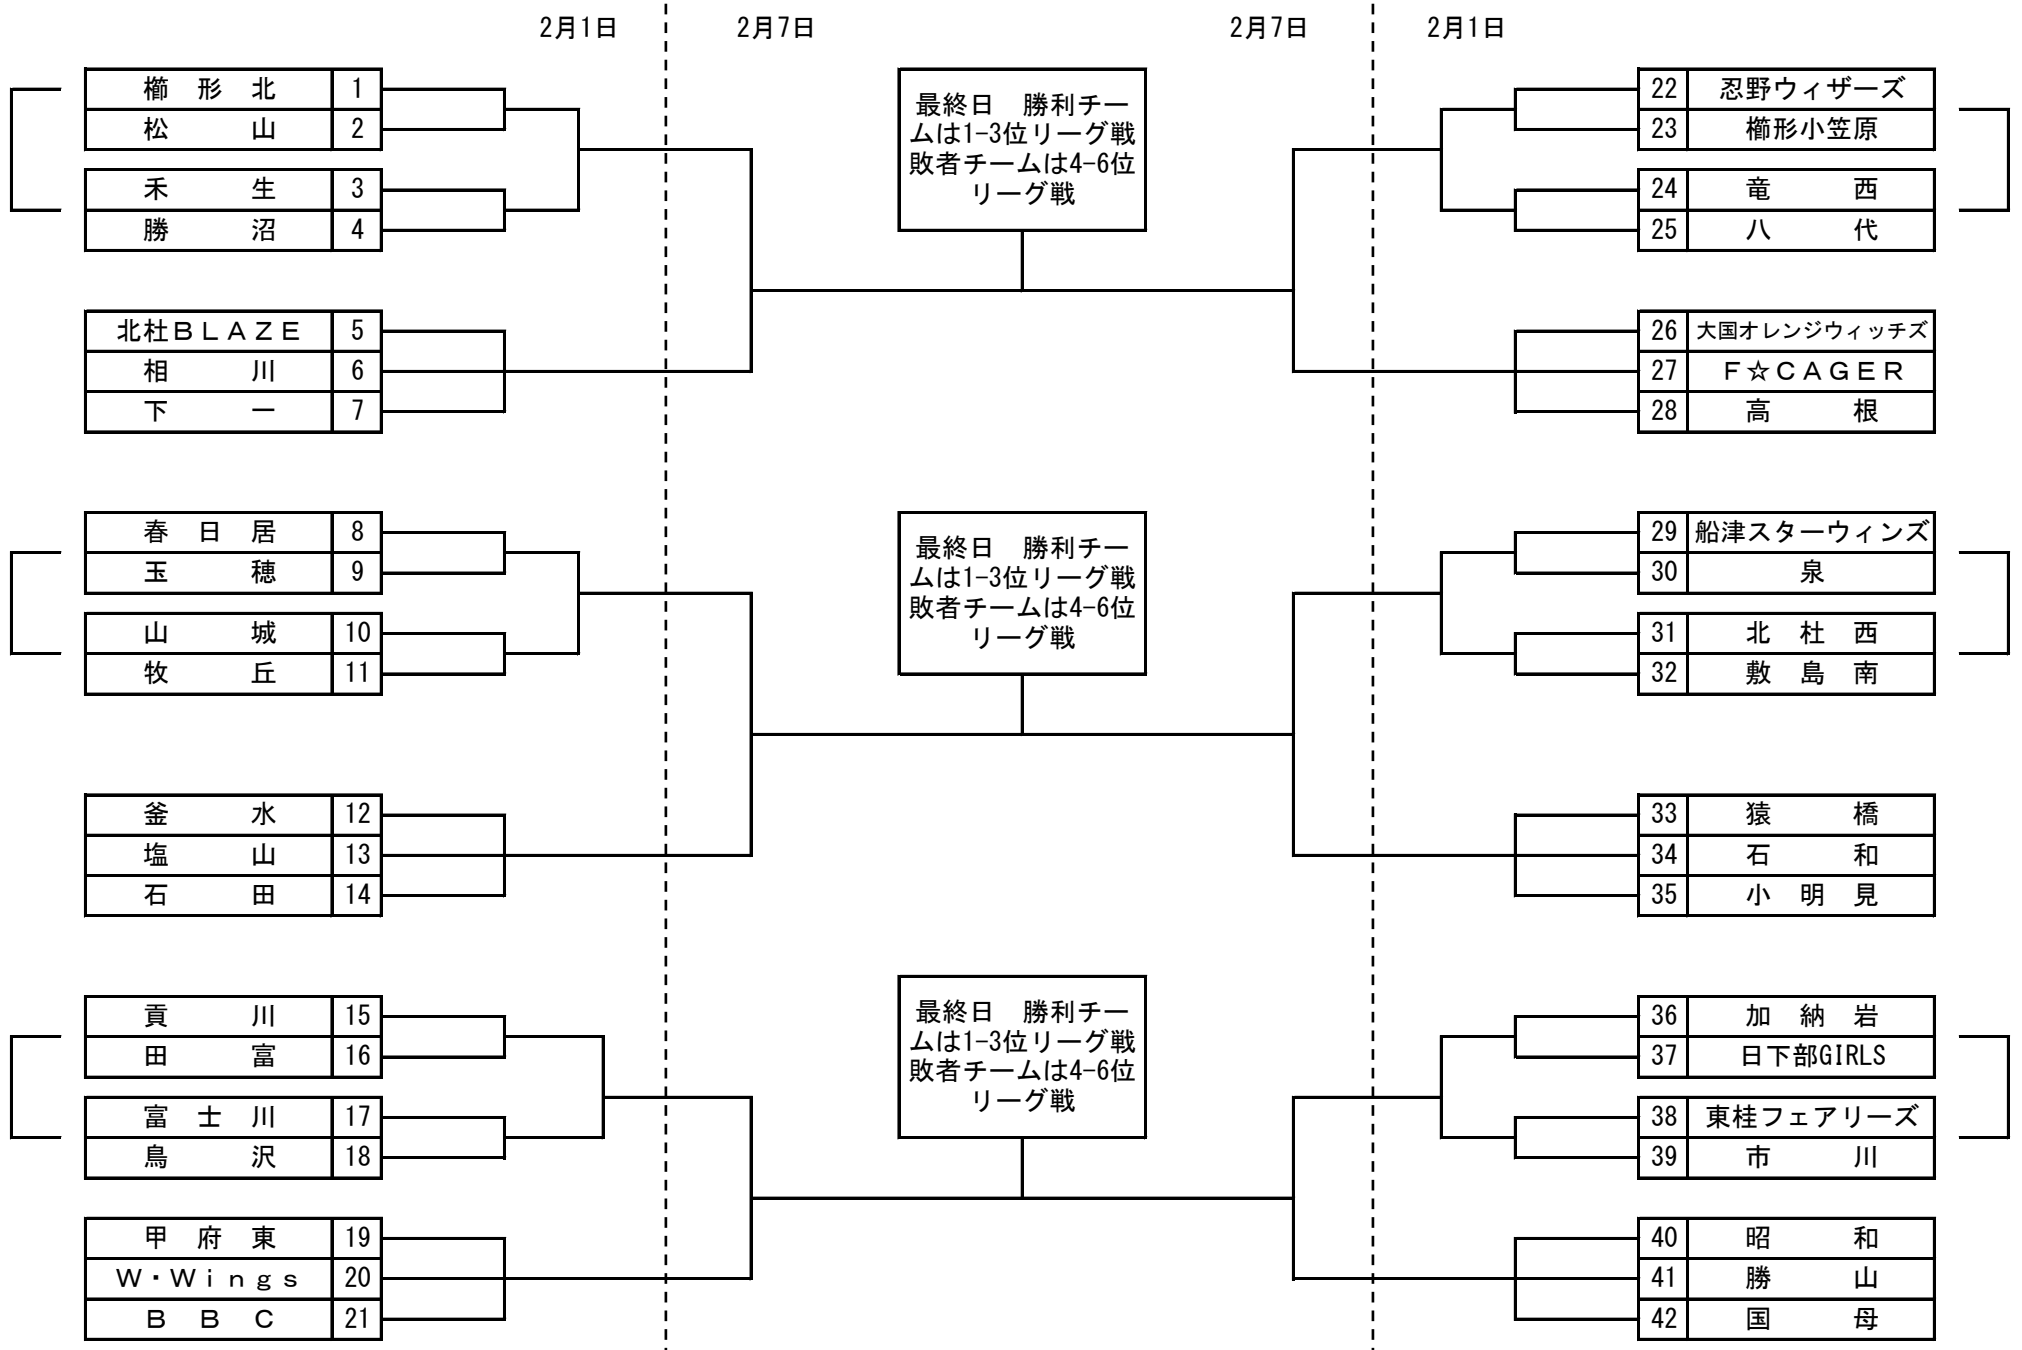 2月1日 2月7日 2月7日 2月1日
櫛 形 北 1
松 山 2
禾 生 3
勝 沼 4
北杜ＢＬＡＺＥ 5
相 川 6
下 一 7
春 日 居 8
玉 穂 9
山 城 10
牧 丘 11
釜 水 12
塩 山 13
石 田 14
貢 川 15
田 富 16
富 士 川 17
鳥 沢 18
甲 府 東 19
Ｗ・Ｗｉｎｇｓ 20
Ｂ Ｂ Ｃ 21
最終日 勝利チー
ムは1-3位リーグ戦
敗者チームは4-6位
リーグ戦
最終日 勝利チー
ムは1-3位リーグ戦
敗者チームは4-6位
リーグ戦
最終日 勝利チー
ムは1-3位リーグ戦
敗者チームは4-6位
リーグ戦
22 忍野ウィザーズ
23 櫛形小笠原
24 竜 西
25 八 代
26 大国オレンジウィッチズ
27 Ｆ☆ＣＡＧＥＲ
28 高 根
29 船津スターウィンズ
30 泉
31 北 杜 西
32 敷 島 南
33 猿 橋
34 石 和
35 小 明 見
36 加 納 岩
37 日下部GIRLS
38 東桂フェアリーズ
39 市 川
40 昭 和
41 勝 山
42 国 母